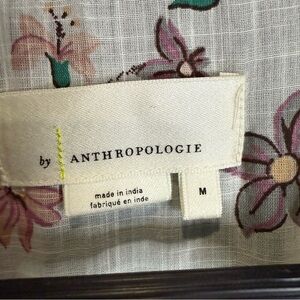 by ANTHROPOLOGIE
made in india
fabriqué en inde
M